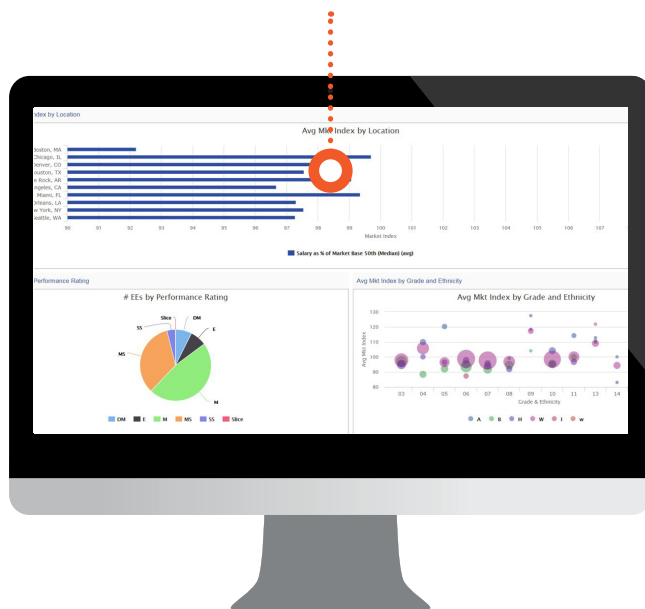 ndex by Location
Avg Mkt Index by Location
Boston, MA
Chicago, IL
Denver, CO
ouston, TX
e Rock, AR
ngeles, CA
Miami, FL
Orleans, LA
w York, NY
Seattle, WA
90 91 92 93 94 95 96 97 98 99 100 101 102 103 104 105 106 107
Market Index
Salary as % of Market Base 50th (Median) (avg)
Performance Rating
# EEs by Performance Rating
Slice
DM
SS
E
MS
M
DM E M MS SS Slice
Avg Mkt Index by Grade and Ethnicity
Avg Mkt Index by Grade and Ethnicity
Avg Mkt Index
130
120
110
100
90
80
03 04 05 06 07 08 09 10 11 13 14
Grade & Ethnicity
A B H W I w